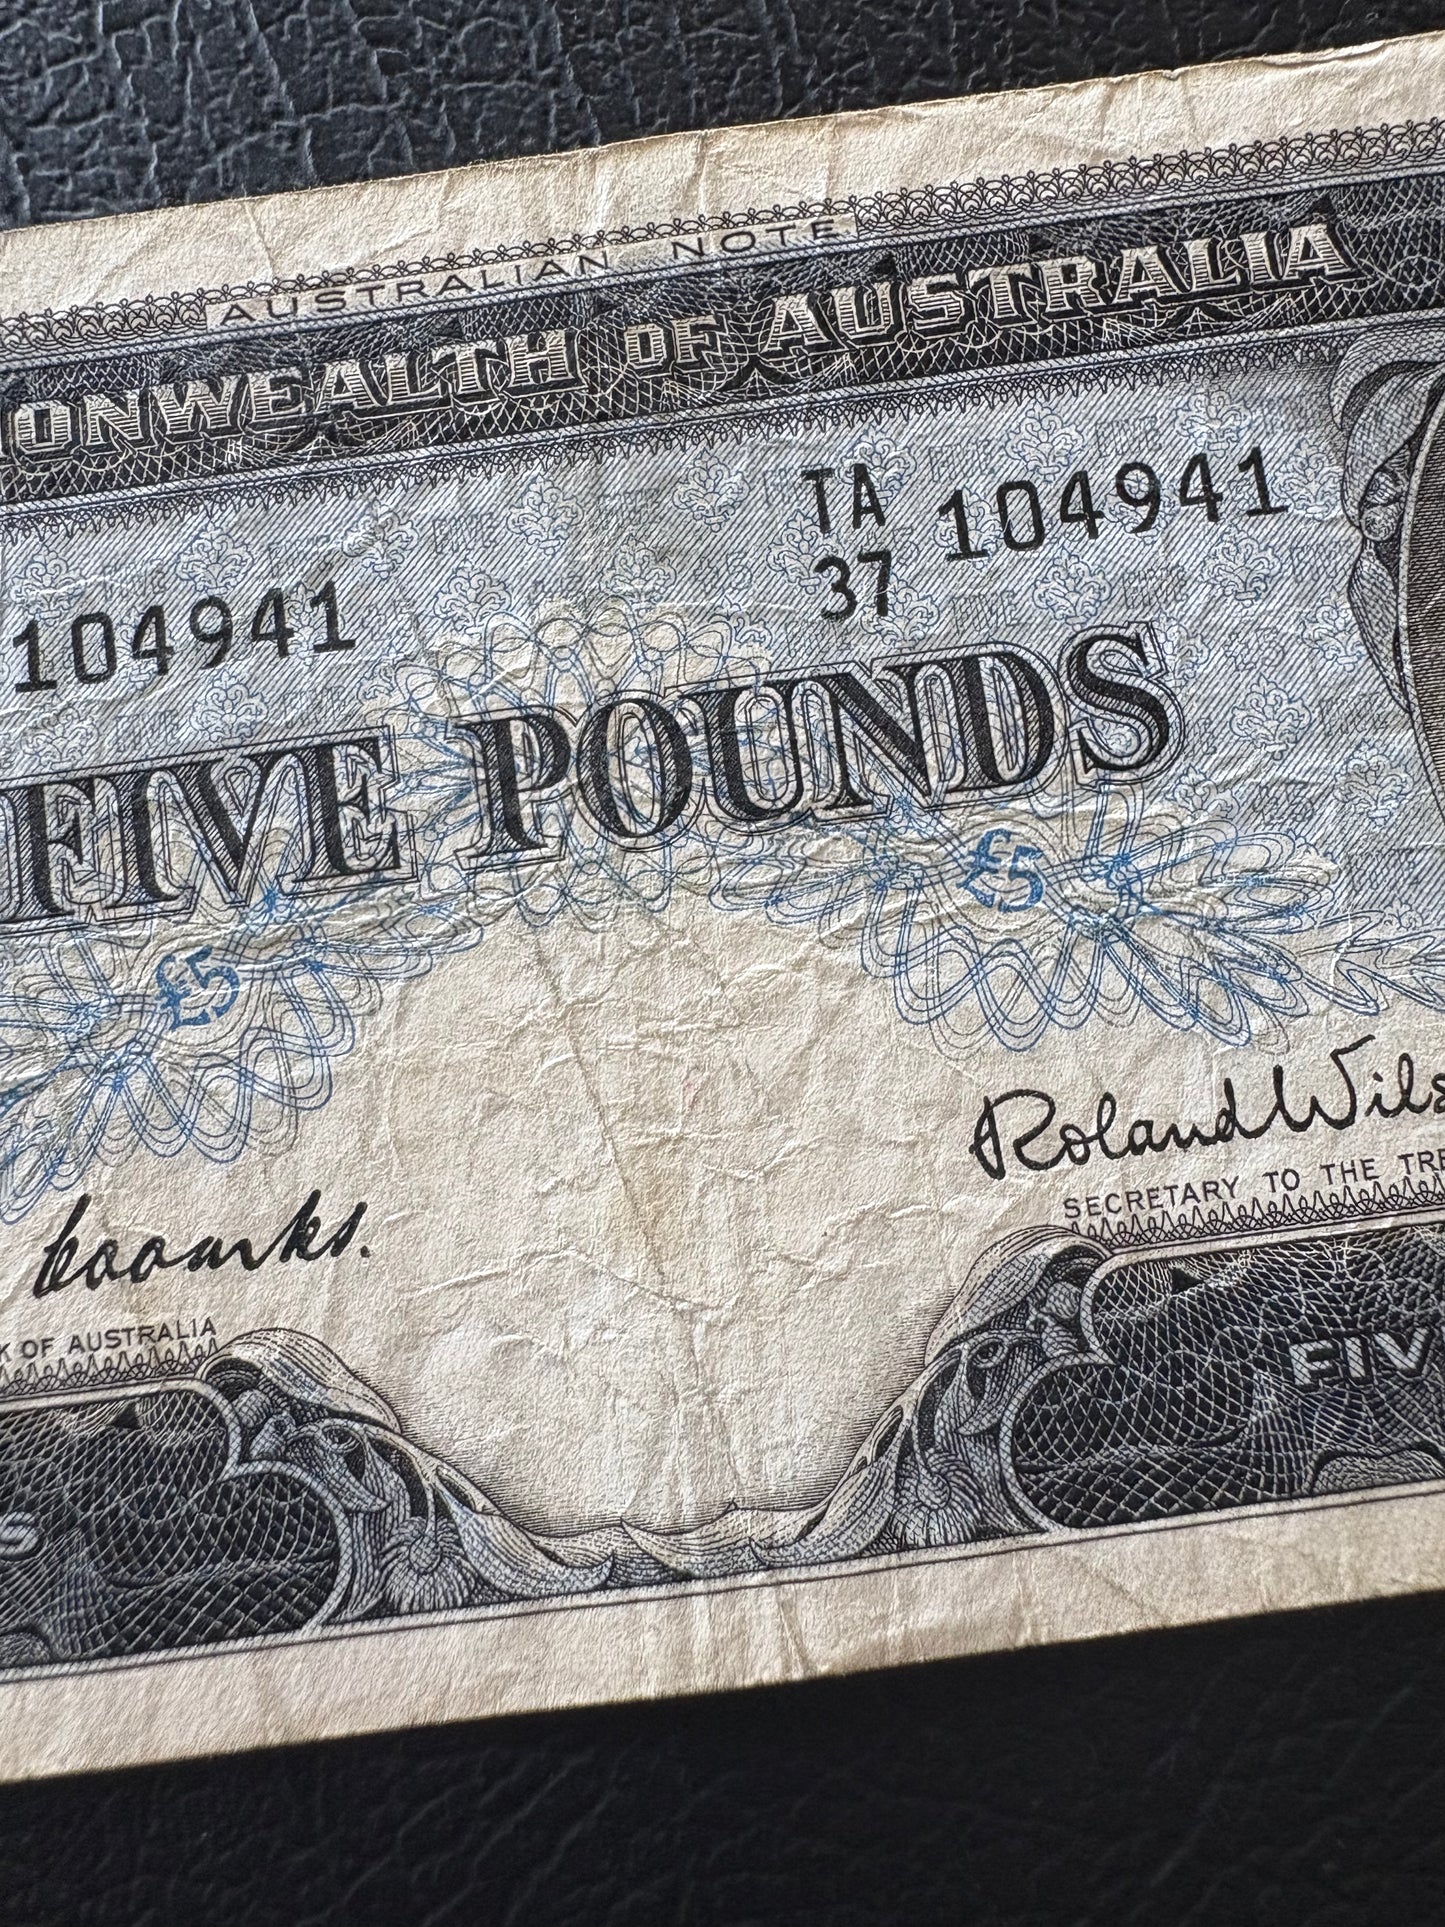 AUSTRALIAN NOTE
ONWEALTH OF AUSTRALIA
TA
37 104941
104941
FIVE POUNDS
£5
£5
Roland Wils
SECRETARY TO THE TRE
K OF AUSTRALIA
FIV
S